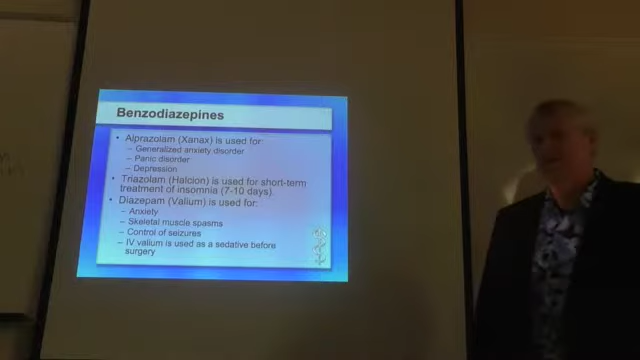 Benzodiazepines
• Alprazolam (Xanax) is used for:
– Generalized anxiety disorder
– Panic disorder
– Depression
• Triazolam (Halcion) is used for short-term
treatment of insomnia (7-10 days).
• Diazepam (Valium) is used for:
– Anxiety
– Skeletal muscle spasms
– Control of seizures
– IV valium is used as a sedative before
surgery